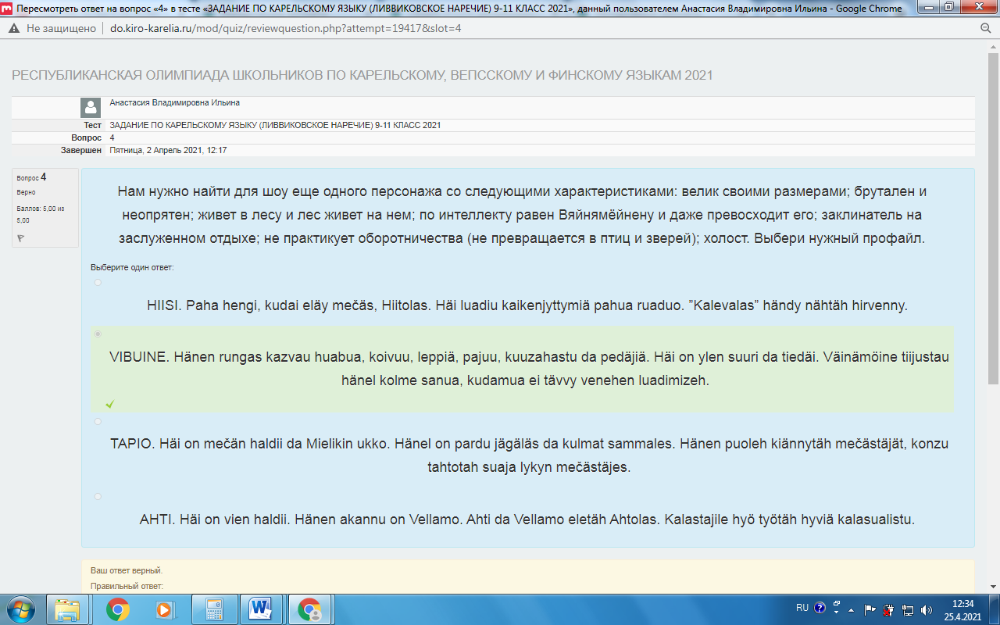 Пересмотреть ответ на вопрос «4» в тесте «ЗАДАНИЕ ПО КАРЕЛЬСКОМУ ЯЗЫКУ (ЛИВВИКОВСКОЕ НАРЕЧИЕ) 9-11 КЛАСС 2021», данный пользователем Анастасия Владимировна Ильина - Google Chrome
Не защищено | do.kiro-karelia.ru/mod/quiz/reviewquestion.php?attempt=19417&slot=4
РЕСПУБЛИКАНСКАЯ ОЛИМПИАДА ШКОЛЬНИКОВ ПО КАРЕЛЬСКОМУ, ВЕПССКОМУ И ФИНСКОМУ ЯЗЫКАМ 2021
Анастасия Владимировна Ильина
Тест ЗАДАНИЕ ПО КАРЕЛЬСКОМУ ЯЗЫКУ (ЛИВВИКОВСКОЕ НАРЕЧИЕ) 9-11 КЛАСС 2021
Вопрос 4
Завершен Пятница, 2 Апрель 2021, 12:17
Вопрос 4
Верно
Баллов: 5,00 из
5,00
Нам нужно найти для шоу еще одного персонажа со следующими характеристиками: велик своими размерами; брутален и
неопрятен; живет в лесу и лес живет на нем; по интеллекту равен Вяйнямёйнену и даже превосходит его; заклинатель на
заслуженном отдыхе; не практикует оборотничества (не превращается в птиц и зверей); холост. Выбери нужный профайл.
Выберите один ответ:
HIISI. Paha hengi, kudai eläy mečäs, Hiitolas. Häi luadiu kaikenjyttymiä pahua ruaduo. ”Kalevalas” händy nähtäh hirvenny.
VIBUINE. Hänen rungas kazvau huabua, koivuu, leppiä, pajuu, kuuzahastu da pedäjiä. Häi on ylen suuri da tiedäi. Väinämöine tiijustau
hänel kolme sanua, kudamua ei tävvy venehen luadimizeh.
TAPIO. Häi on mečän haldii da Mielikin ukko. Hänel on pardu jägäläs da kulmat sammales. Hänen puoleh kiännytäh mečästäjät, konzu
tahtotah suaja lykyn mečästäjes.
AHTI. Häi on vien haldii. Hänen akannu on Vellamo. Ahti da Vellamo eletäh Ahtolas. Kalastajile hyö työtäh hyviä kalasualistu.
Ваш ответ верный.
Правильный ответ:
RU
12:34
25.4.2021